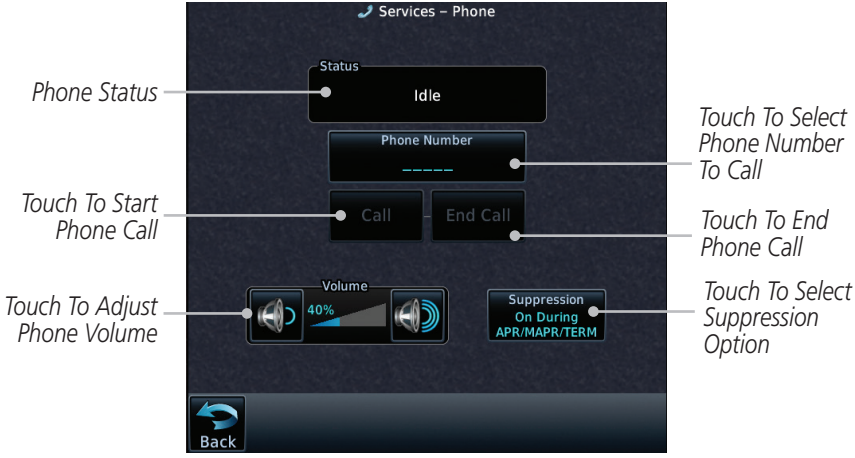 Services – Phone
Status
Phone Status
Idle
Phone Number
_____
Touch To Select
Phone Number
To Call
Touch To Start
Phone Call
Call
End Call
Touch To End
Phone Call
Touch To Adjust
Phone Volume
Volume
40%
Suppression
On During
APR/MAPR/TERM
Touch To Select
Suppression
Option
Back